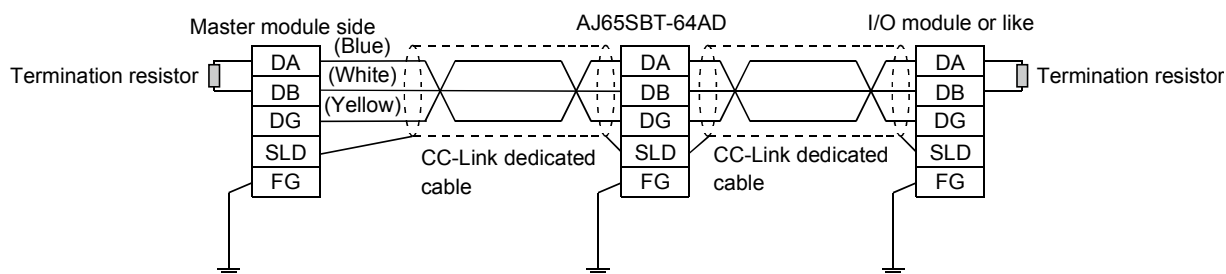 Master module side
AJ65SBT-64AD
I/O module or like
Termination resistor
DA
DB
DG
SLD
FG
(Blue)
(White)
(Yellow)
CC-Link dedicated
cable
DA
DB
DG
SLD
FG
CC-Link dedicated
cable
DA
DB
DG
SLD
FG
Termination resistor